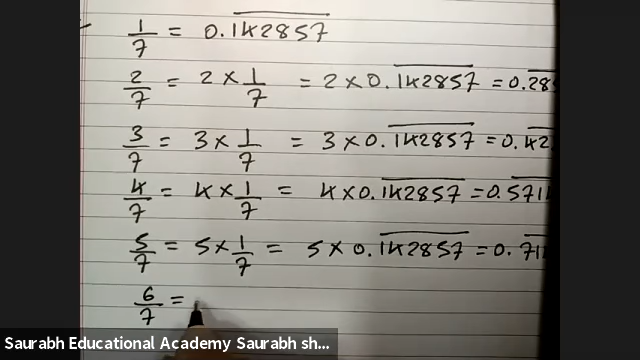 1/7 = 0.142857
2/7 = 2 × 1/7 = 2 × 0.142857 = 0.28
3/7 = 3 × 1/7 = 3 × 0.142857 = 0.42
4/7 = 4 × 1/7 = 4 × 0.142857 = 0.571
5/7 = 5 × 1/7 = 5 × 0.142857 = 0.71
6/7 =
Saurabh Educational Academy Saurabh sh...